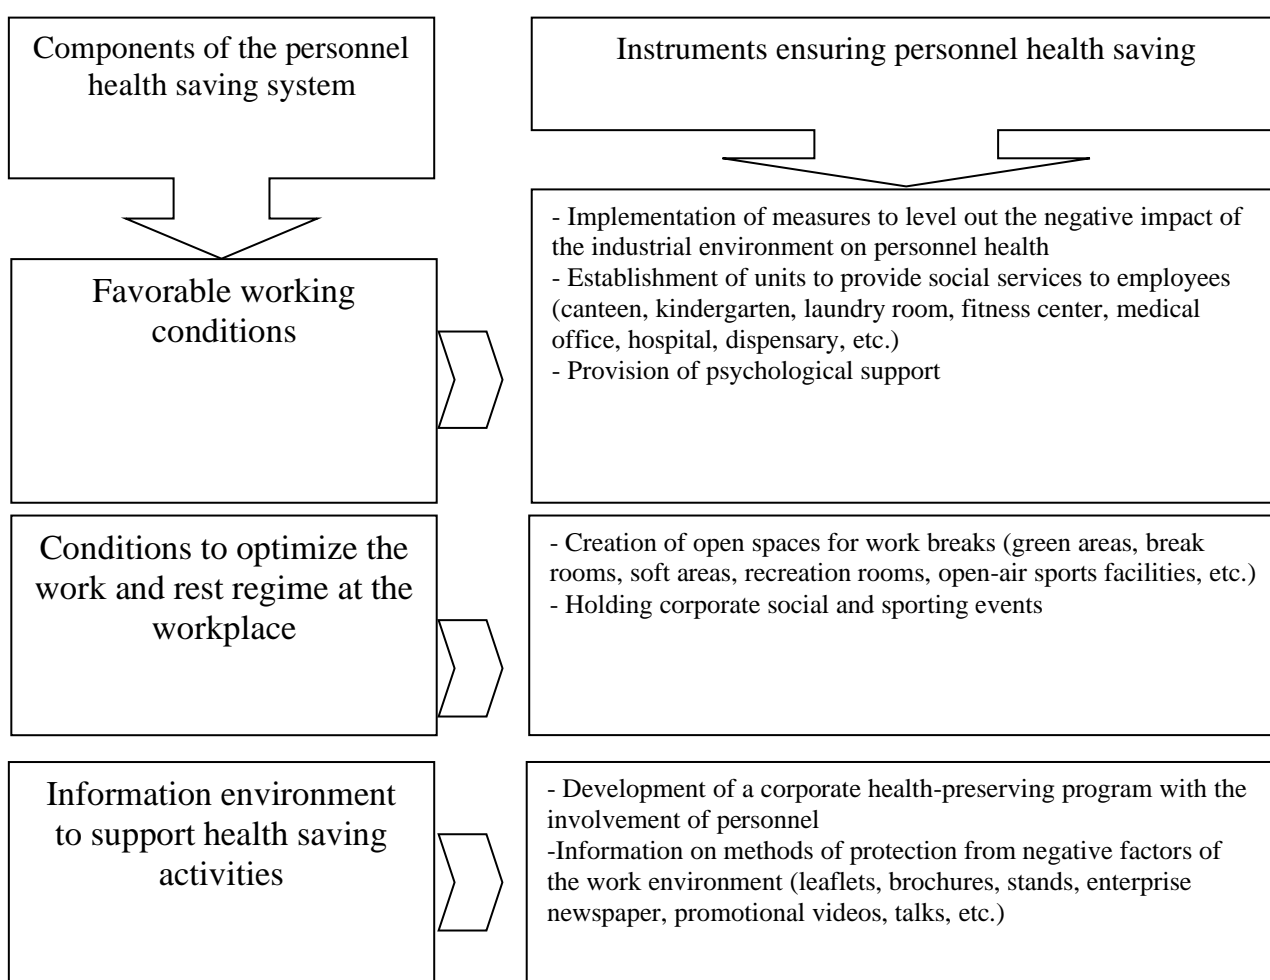 Components of the personnel
health saving system
Instruments ensuring personnel health saving
Favorable working
conditions
- Implementation of measures to level out the negative impact of
the industrial environment on personnel health
- Establishment of units to provide social services to employees
(canteen, kindergarten, laundry room, fitness center, medical
office, hospital, dispensary, etc.)
- Provision of psychological support
Conditions to optimize the
work and rest regime at the
workplace
- Creation of open spaces for work breaks (green areas, break
rooms, soft areas, recreation rooms, open-air sports facilities, etc.)
- Holding corporate social and sporting events
Information environment
to support health saving
activities
- Development of a corporate health-preserving program with the
involvement of personnel
-Information on methods of protection from negative factors of
the work environment (leaflets, brochures, stands, enterprise
newspaper, promotional videos, talks, etc.)